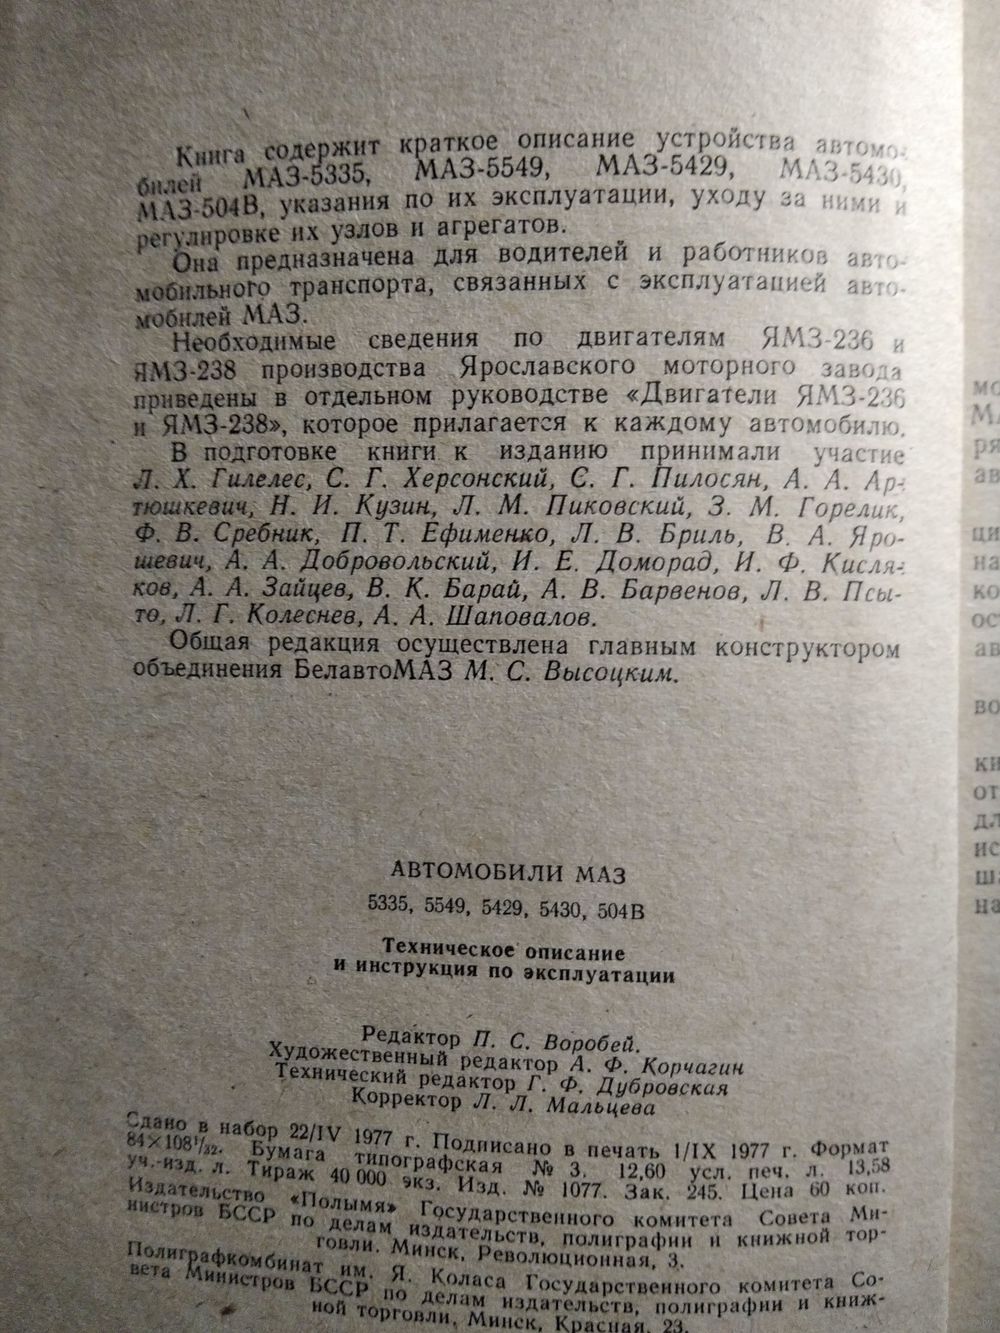 Книга содержит краткое описание устройства автомо-
билей МАЗ-5335, МАЗ-5549, МАЗ-5429, МАЗ-5430,
МАЗ-504В, указания по их эксплуатации, уходу за ними и
регулировке их узлов и агрегатов.
Она предназначена для водителей и работников авто-
мобильного транспорта, связанных с эксплуатацией авто-
мобилей МАЗ.
Необходимые сведения по двигателям ЯМЗ-236 и
ЯМЗ-238 производства Ярославского моторного завода
приведены в отдельном руководстве «Двигатели ЯМЗ-236
и ЯМЗ-238», которое прилагается к каждому автомобилю.
В подготовке книги к изданию принимали участие
Л. Х. Гилелес, С. Г. Херсонский, С. Г. Пилосян, А. А. Ар-
тюшкевич, Н. И. Кузин, Л. М. Пиковский, З. М. Горелик,
Ф. В. Сребник, П. Т. Ефименко, Л. В. Бриль, В. А. Яро-
шевич, А. А. Добровольский, И. Е. Доморад, И. Ф. Кисля-
ков, А. А. Зайцев, В. К. Барай, А. В. Барвенов, Л. В. Псы-
то, Л. Г. Колеснев, А. А. Шаповалов.
Общая редакция осуществлена главным конструктором
объединения БелавтоМАЗ М. С. Высоцким.
АВТОМОБИЛИ МАЗ
5335, 5549, 5429, 5430, 504В
Техническое описание
и инструкция по эксплуатации
Редактор П. С. Воробей.
Художественный редактор А. Ф. Корчагин
Технический редактор Г. Ф. Дубровская
Корректор Л. Л. Мальцева
Сдано в набор 22/IV 1977 г. Подписано в печать 1/IX 1977 г. Формат
84×108¹/₃₂. Бумага типографская № 3. 12,60 усл. печ. л. 13,58
уч.-изд. л. Тираж 40 000 экз. Изд. № 1077. Зак. 245. Цена 60 коп.
Издательство «Полымя» Государственного комитета Совета Ми-
нистров БССР по делам издательств, полиграфии и книжной тор-
говли. Минск, Революционная, 3.
Полиграфкомбинат им. Я. Коласа Государственного комитета Со-
вета Министров БССР по делам издательств, полиграфии и книж-
ной торговли. Минск, Красная, 23.